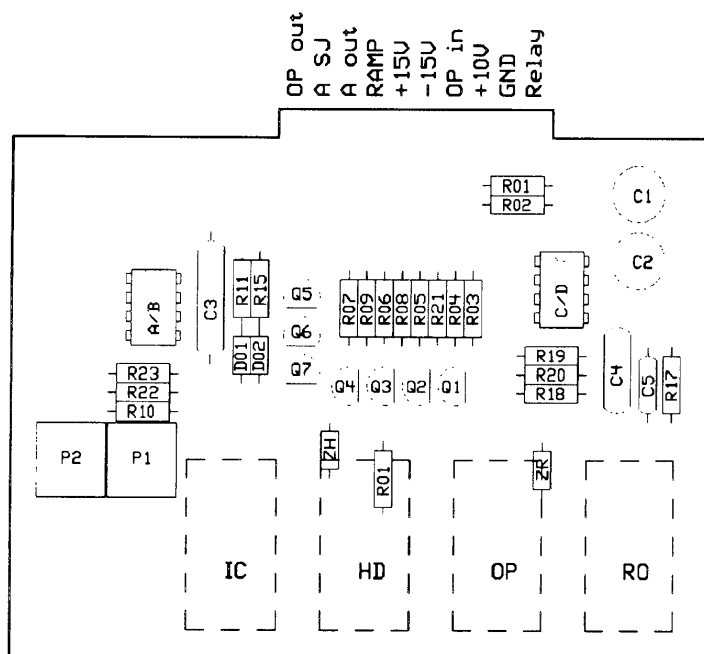 OP out
A SJ
A out
RAMP
+15V
-15V
OP in
+10V
GND
Relay
R01
R02
C1
C2
A/B
C3
R11
R15
Q5
Q6
Q7
D01
D02
R07
R09
R06
R08
R05
R21
R04
R03
C/D
Q4
Q3
Q2
Q1
R19
R20
R18
C4
C5
R17
R23
R22
R10
P2
P1
ZH
R01
ZR
IC
HD
OP
RO